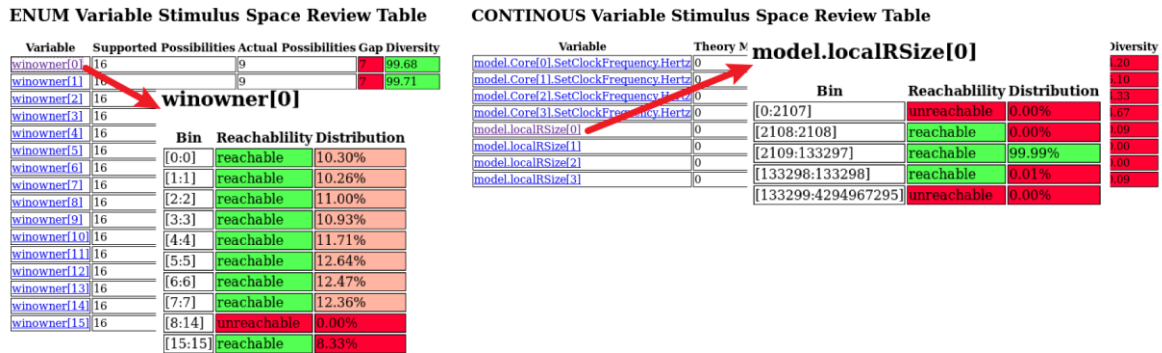 ENUM Variable Stimulus Space Review Table
Variable Supported Possibilities Actual Possibilities Gap Diversity
winowner[0] 16 9 7 99.68
winowner[1] 16 9 7 99.71
winowner[2] 16
winowner[3] 16
winowner[4] 16
winowner[5] 16
winowner[6] 16
winowner[7] 16
winowner[8] 16
winowner[9] 16
winowner[10] 16
winowner[11] 16
winowner[12] 16
winowner[13] 16
winowner[14] 16
winowner[15] 16
winowner[0]
Bin Reachablility Distribution
[0:0] reachable 10.30%
[1:1] reachable 10.26%
[2:2] reachable 11.00%
[3:3] reachable 10.93%
[4:4] reachable 11.71%
[5:5] reachable 12.64%
[6:6] reachable 12.47%
[7:7] reachable 12.36%
[8:14] unreachable 0.00%
[15:15] reachable 8.33%
CONTINOUS Variable Stimulus Space Review Table
Variable Theory
model.Core[0].SetClockFrequency.Hertz 0
model.Core[1].SetClockFrequency.Hertz 0
model.Core[2].SetClockFrequency.Hertz 0
model.Core[3].SetClockFrequency.Hertz 0
model.localRSize[0] 0
model.localRSize[1] 0
model.localRSize[2] 0
model.localRSize[3] 0
model.localRSize[0]
Bin Reachablility Distribution
[0:2107] unreachable 0.00%
[2108:2108] reachable 0.00%
[2109:133297] reachable 99.99%
[133298:133298] reachable 0.01%
[133299:4294967295] unreachable 0.00%